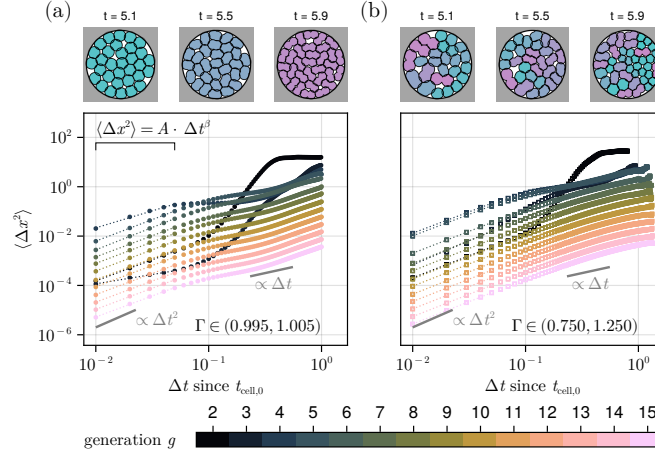 (a)
t = 5.1
t = 5.5
t = 5.9
(b)
t = 5.1
t = 5.5
t = 5.9
⟨Δx²⟩ = A · Δt^β
⟨Δx²⟩
10²
10⁰
10⁻²
10⁻⁴
10⁻⁶
∝ Δt
∝ Δt²
Γ ∈ (0.995, 1.005)
∝ Δt
∝ Δt²
Γ ∈ (0.750, 1.250)
10⁻² 10⁻¹ 10⁰
10⁻² 10⁻¹ 10⁰
Δt since t_cell,0
Δt since t_cell,0
2 3 4 5 6 7 8 9 10 11 12 13 14 15
generation g